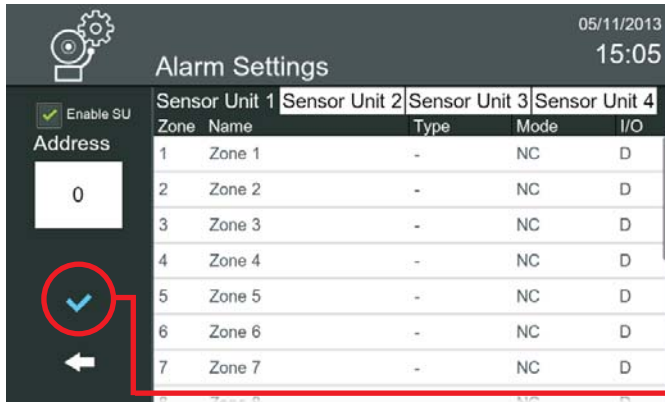 05/11/2013
15:05
Alarm Settings
Enable SU
Address
0
Sensor Unit 1 Sensor Unit 2 Sensor Unit 3 Sensor Unit 4
Zone Name Type Mode I/O
1 Zone 1 - NC D
2 Zone 2 - NC D
3 Zone 3 - NC D
4 Zone 4 - NC D
5 Zone 5 - NC D
6 Zone 6 - NC D
7 Zone 7 - NC D